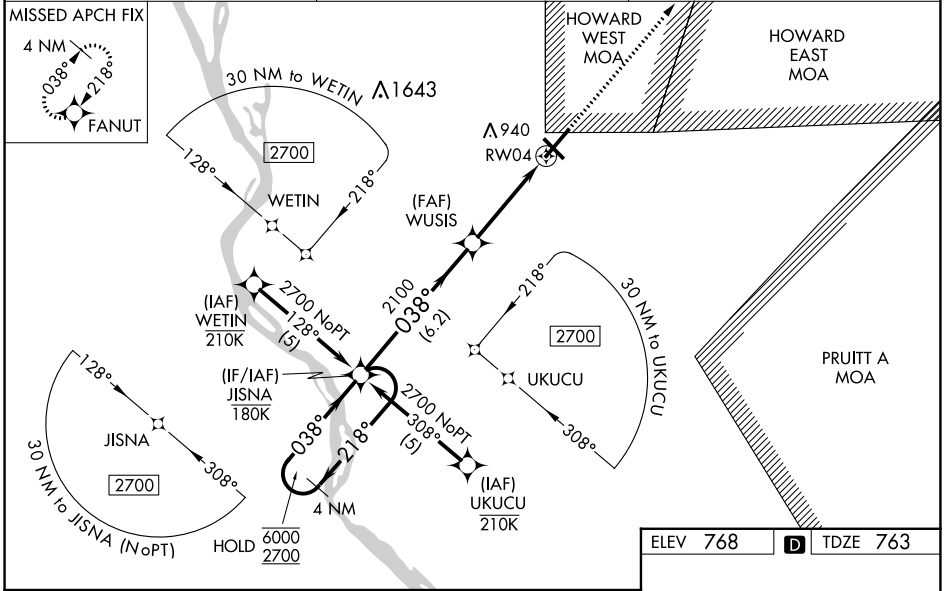 MISSED APCH FIX
4 NM
038°
218°
FANUT
30 NM to WETIN
1643
2700
128°
218°
WETIN
HOWARD
WEST
MOA
HOWARD
EAST
MOA
940
RW04
(FAF)
WUSIS
2100
038°
(6.2)
(IAF)
WETIN
210K
2700 NoPT
128°
(5)
(IF/IAF)
JISNA
180K
218°
30 NM to UKUCU
2700
UKUCU
308°
PRUITT A
MOA
128°
JISNA
308°
2700
30 NM to JISNA (NoPT)
038°
218°
2700 NoPT
308°
(5)
(IAF)
UKUCU
210K
4 NM
HOLD
6000
2700
ELEV 768
D
TDZE 763